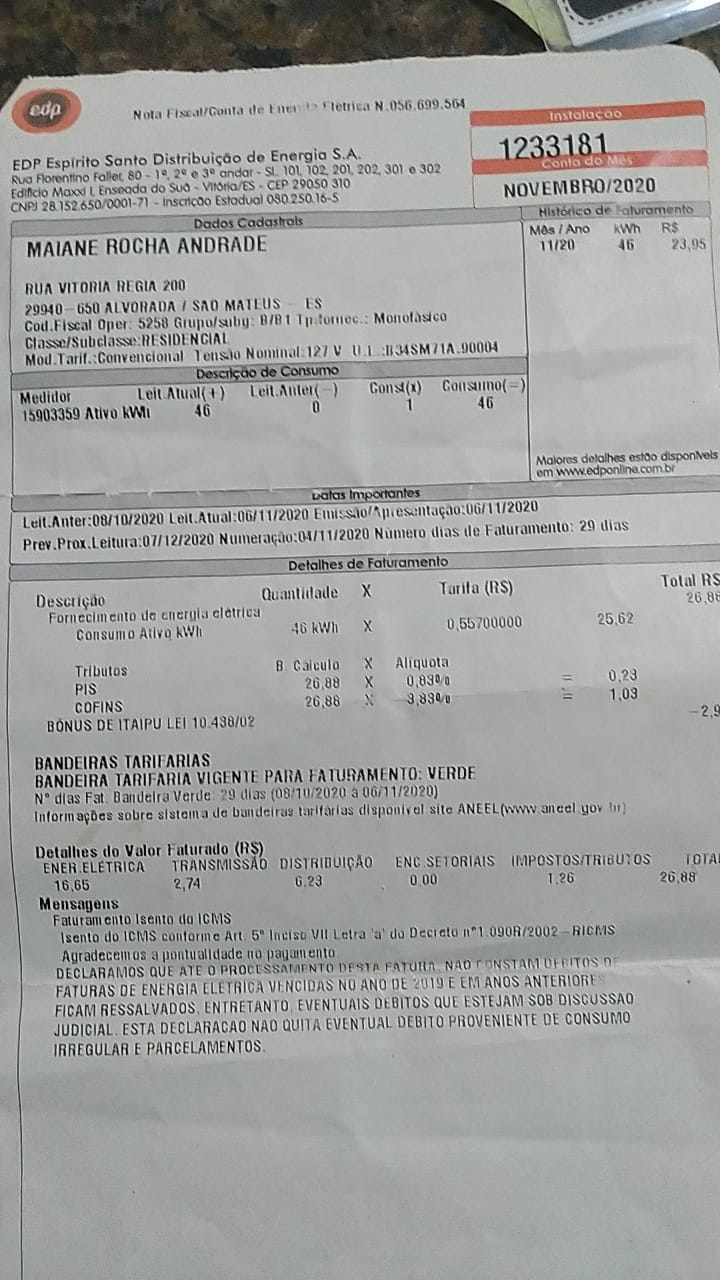 edp
Nota Fiscal/Conta de Energia Elétrica N.056.699.564
Instalação
1233181
Conta do Mês
NOVEMBRO/2020
EDP Espírito Santo Distribuição de Energia S.A.
Rua Florentino Faller, 80 - 1º, 2º e 3º andar - SL. 101, 102, 201, 202, 301 e 302
Edifício Maxxi I, Enseada do Suá - Vitória/ES - CEP 29050 310
CNPJ 28.152.650/0001-71 - Inscrição Estadual 080.250.16-5
Dados Cadastrais
MAIANE ROCHA ANDRADE
RUA VITORIA REGIA 200
29940-650 ALVORADA / SAO MATEUS - ES
Cod.Fiscal Oper: 5258 Grupo/subg: B/B1 Tp.fornec.: Monofásico
Classe/Subclasse:RESIDENCIAL
Mod.Tarif.:Convencional Tensão Nominal:127 V U.L.:B34SM71A.90004
Histórico de Faturamento
Mês / Ano kWh R$
11/20 46 23,95
Maiores detalhes estão disponíveis
em www.edponline.com.br
Descrição de Consumo
Medidor Leit.Atual(+) Leit.Anter(-) Const(x) Consumo(=)
15903359 Ativo kWh 46 0 1 46
Datas Importantes
Leit.Anter:08/10/2020 Leit.Atual:06/11/2020 Emissão/Apresentação:06/11/2020
Prev.Prox.Leitura:07/12/2020 Numeração:04/11/2020 Número dias de Faturamento: 29 dias
Detalhes de Faturamento
Descrição Quantidade X Tarifa (R$) Total R$
Fornecimento de energia elétrica 26,88
Consumo Ativo kWh 46 kWh X 0,55700000 25,62
Tributos B. Cálculo X Alíquota
PIS 26,88 X 0,83% = 0,23
COFINS 26,88 X 3,83% = 1,03
BÔNUS DE ITAIPU LEI 10.438/02 -2,9
BANDEIRAS TARIFARIAS
BANDEIRA TARIFARIA VIGENTE PARA FATURAMENTO: VERDE
Nº dias Fat. Bandeira Verde: 29 dias (08/10/2020 à 06/11/2020)
Informações sobre sistema de bandeiras tarifárias disponível site ANEEL(www.aneel.gov.br)
Detalhes do Valor Faturado (R$)
ENER.ELÉTRICA TRANSMISSÃO DISTRIBUIÇÃO ENC.SETORIAIS IMPOSTOS/TRIBUTOS TOTAL
16,65 2,74 6,23 0,00 1,26 26,88
Mensagens
Faturamento Isento do ICMS
Isento do ICMS conforme Art. 5º Inciso VII Letra 'a' do Decreto nº1.090R/2002-RICMS
Agradecemos a pontualidade no pagamento.
DECLARAMOS QUE ATE O PROCESSAMENTO DESTA FATURA, NAO CONSTAM DEBITOS DE
FATURAS DE ENERGIA ELETRICA VENCIDAS NO ANO DE 2019 E EM ANOS ANTERIORES
FICAM RESSALVADOS, ENTRETANTO, EVENTUAIS DEBITOS QUE ESTEJAM SOB DISCUSSAO
JUDICIAL. ESTA DECLARACAO NAO QUITA EVENTUAL DEBITO PROVENIENTE DE CONSUMO
IRREGULAR E PARCELAMENTOS.